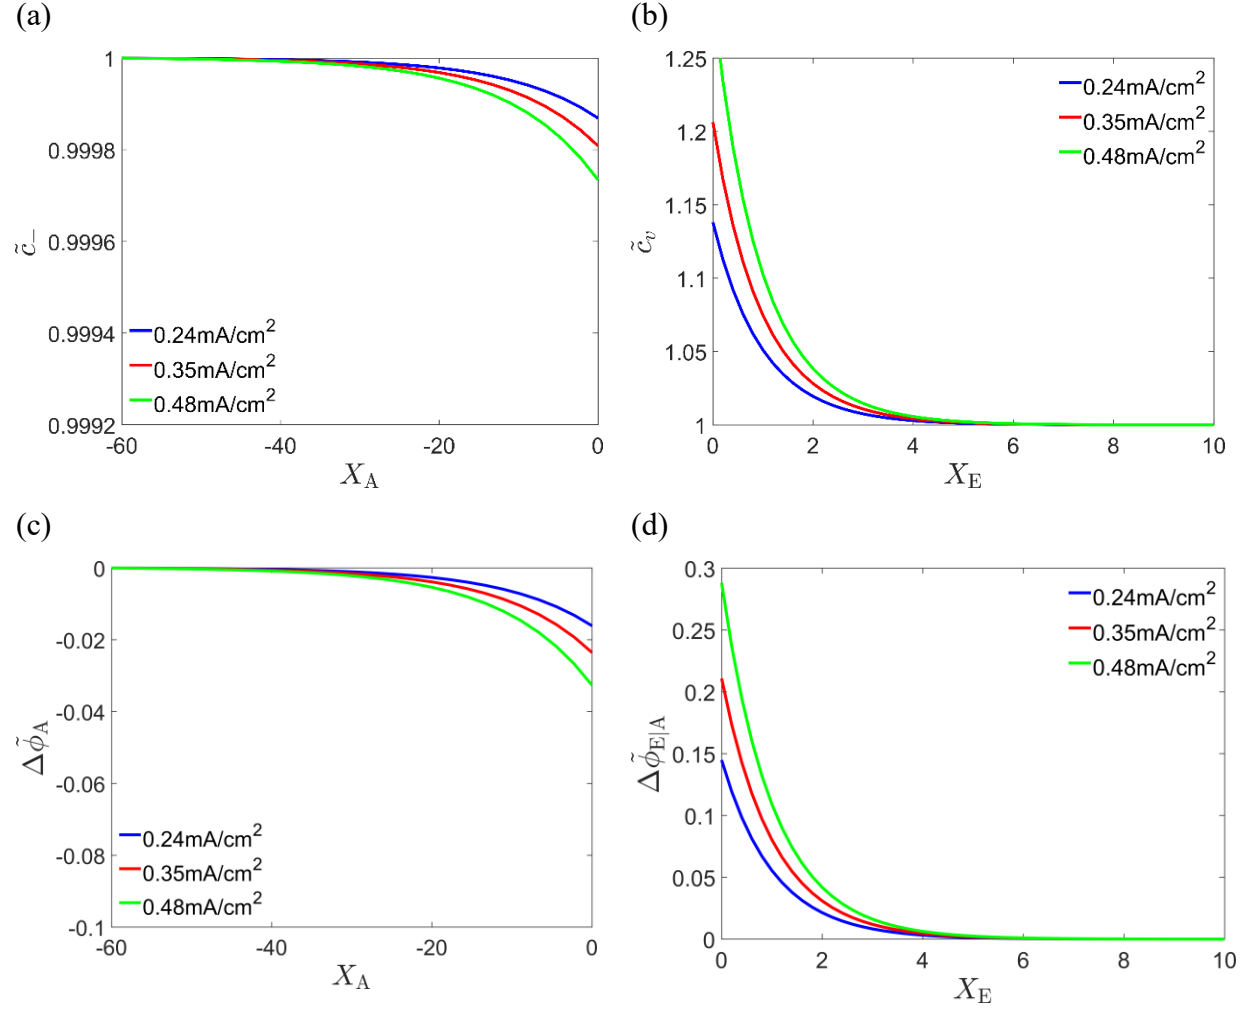 (a)
1
0.9998
0.9996
0.9994
0.9992
c̃₋
-60
-40
-20
0
X_A
0.24mA/cm²
0.35mA/cm²
0.48mA/cm²
(b)
1.25
1.2
1.15
1.1
1.05
1
c̃ᵥ
0
2
4
6
8
10
X_E
0.24mA/cm²
0.35mA/cm²
0.48mA/cm²
(c)
0
-0.02
-0.04
-0.06
-0.08
-0.1
Δϕ̃_A
-60
-40
-20
0
X_A
0.24mA/cm²
0.35mA/cm²
0.48mA/cm²
(d)
0.3
0.25
0.2
0.15
0.1
0.05
0
Δϕ̃_E|A
0
2
4
6
8
10
X_E
0.24mA/cm²
0.35mA/cm²
0.48mA/cm²